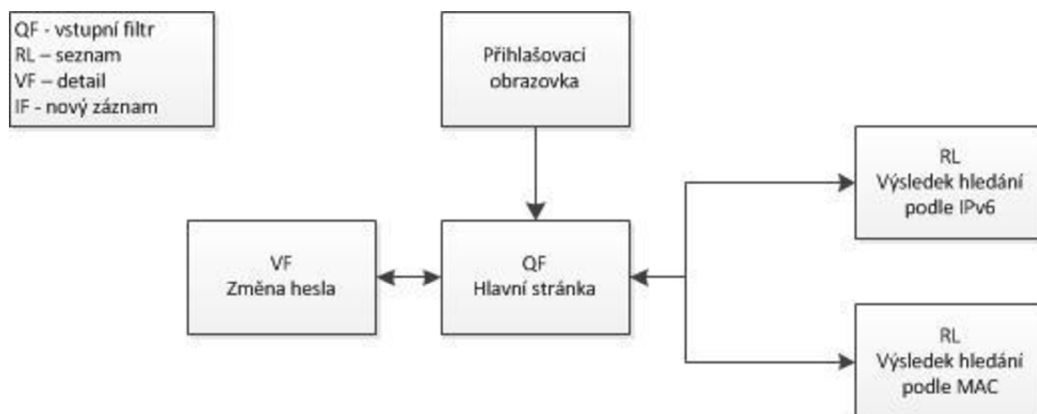 QF - vstupní filtr
RL – seznam
VF – detail
IF - nový záznam
Přihlašovací
obrazovka
RL
Výsledek hledání
podle IPv6
VF
Změna hesla
QF
Hlavní stránka
RL
Výsledek hledání
podle MAC